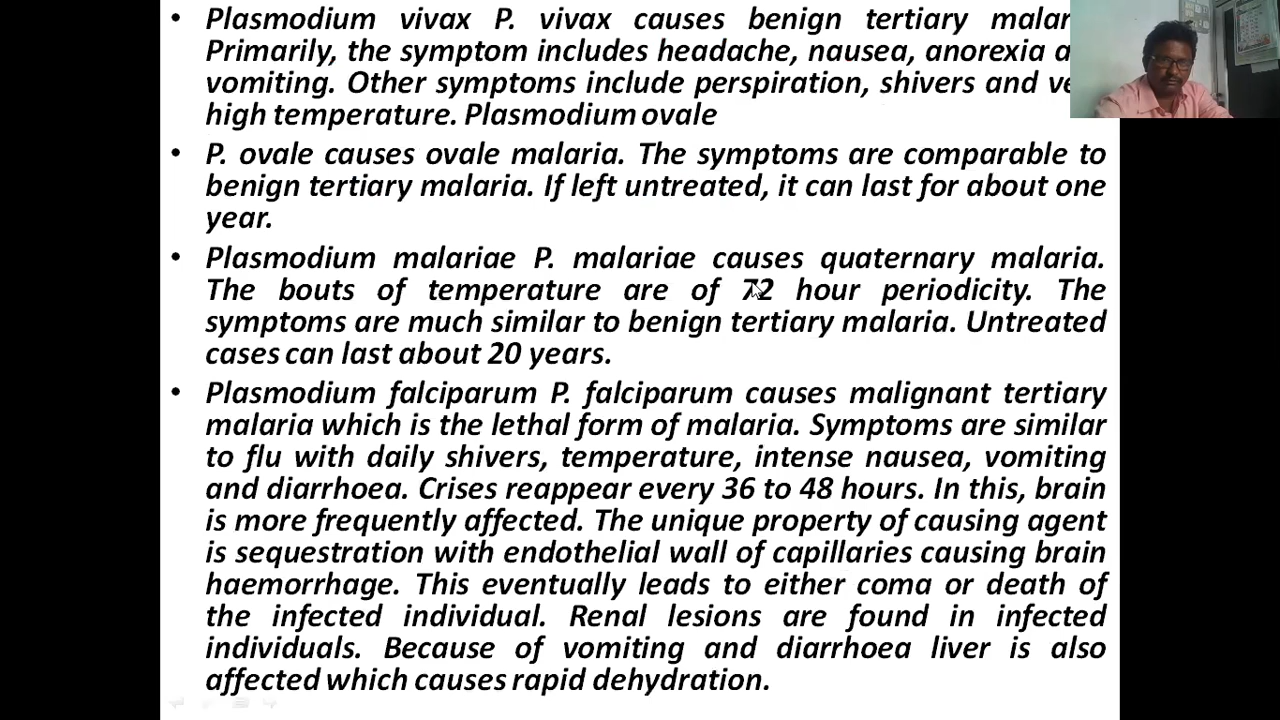 • Plasmodium vivax P. vivax causes benign tertiary malar
Primarily, the symptom includes headache, nausea, anorexia a
vomiting. Other symptoms include perspiration, shivers and ve
high temperature. Plasmodium ovale
• P. ovale causes ovale malaria. The symptoms are comparable to
benign tertiary malaria. If left untreated, it can last for about one
year.
• Plasmodium malariae P. malariae causes quaternary malaria.
The bouts of temperature are of 72 hour periodicity. The
symptoms are much similar to benign tertiary malaria. Untreated
cases can last about 20 years.
• Plasmodium falciparum P. falciparum causes malignant tertiary
malaria which is the lethal form of malaria. Symptoms are similar
to flu with daily shivers, temperature, intense nausea, vomiting
and diarrhoea. Crises reappear every 36 to 48 hours. In this, brain
is more frequently affected. The unique property of causing agent
is sequestration with endothelial wall of capillaries causing brain
haemorrhage. This eventually leads to either coma or death of
the infected individual. Renal lesions are found in infected
individuals. Because of vomiting and diarrhoea liver is also
affected which causes rapid dehydration.